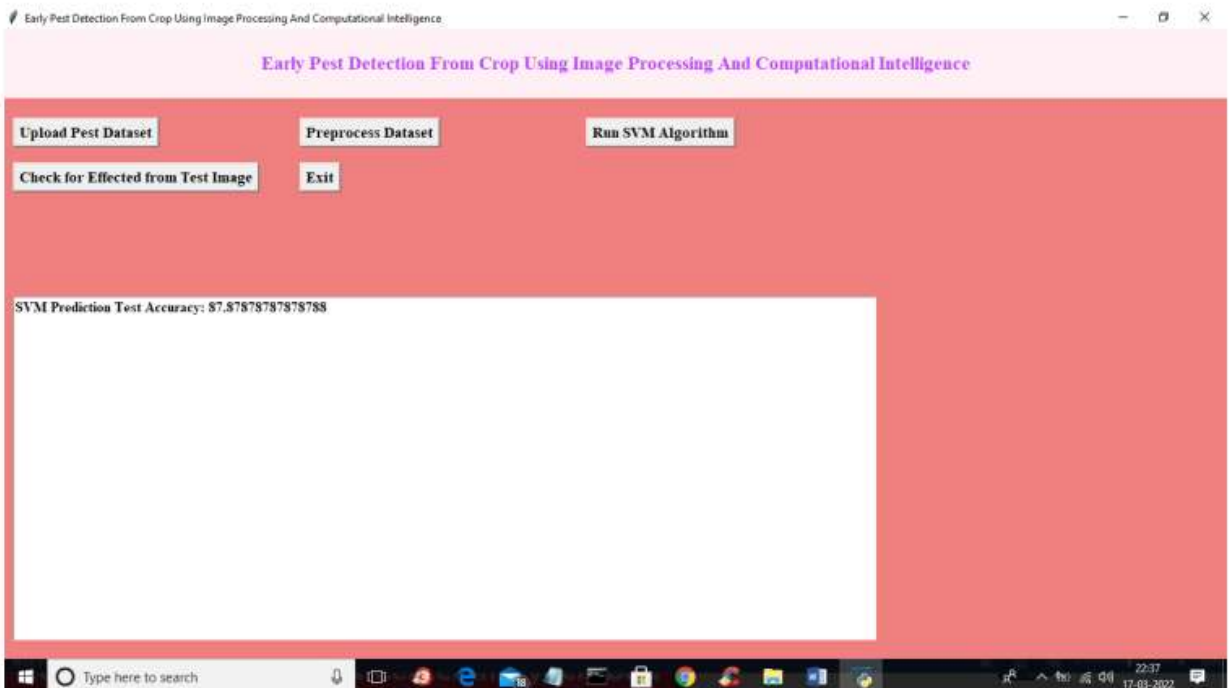 Early Pest Detection From Crop Using Image Processing And Computational Intelligence
Early Pest Detection From Crop Using Image Processing And Computational Intelligence
Upload Pest Dataset
Preprocess Dataset
Run SVM Algorithm
Check for Effected from Test Image
Exit
SVM Prediction Test Accuracy: 87.87878787878788
Type here to search
18
22:37
17-03-2022